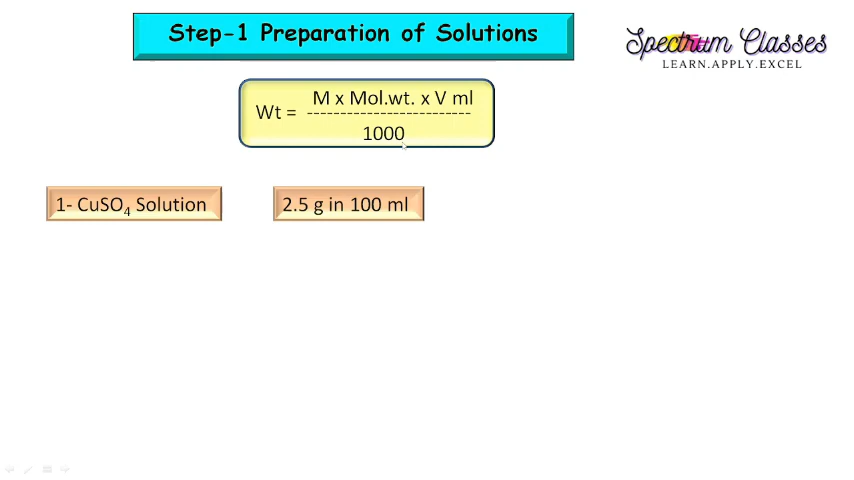 Step-1 Preparation of Solutions
Spectrum Classes
LEARN.APPLY.EXCEL
M x Mol.wt. x V ml
Wt = -------------------------
1000
1- CuSO₄ Solution
2.5 g in 100 ml